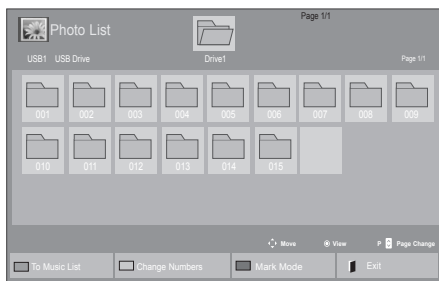 Page 1/1
Photo List
USB1 USB Drive Drive1 Page 1/1
001 002 003 004 005 006 007 008 009
010 011 012 013 014 015
Move View P Page Change
To Music List Change Numbers Mark Mode Exit